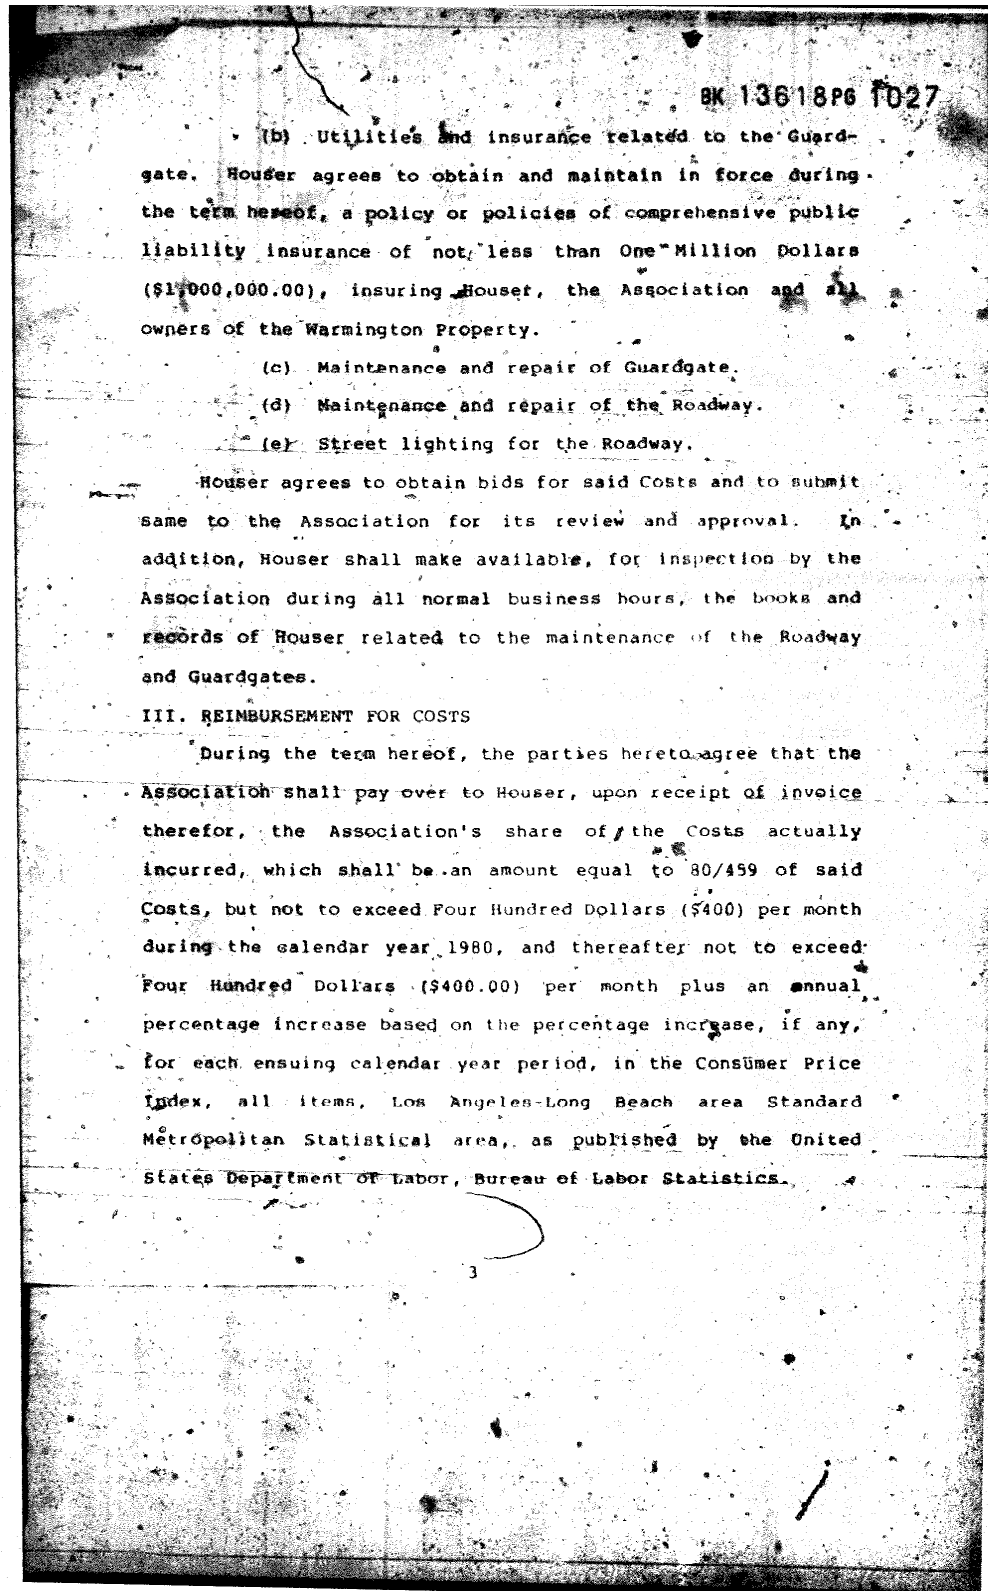 BK 13618PG 1027
(b) Utilities and insurance related to the Guard-
gate. Houser agrees to obtain and maintain in force during
the term hereof, a policy or policies of comprehensive public
liability insurance of not less than One Million Dollars
($1,000,000.00), insuring Houser, the Association and all
owners of the Warmington Property.
(c) Maintenance and repair of Guardgate.
(d) Maintenance and repair of the Roadway.
(e) Street lighting for the Roadway.
Houser agrees to obtain bids for said Costs and to submit
same to the Association for its review and approval. In
addition, Houser shall make available, for inspection by the
Association during all normal business hours, the books and
records of Houser related to the maintenance of the Roadway
and Guardgates.
III. REIMBURSEMENT FOR COSTS
During the term hereof, the parties hereto agree that the
Association shall pay over to Houser, upon receipt of invoice
therefor, the Association's share of the Costs actually
incurred, which shall be an amount equal to 80/459 of said
Costs, but not to exceed Four Hundred Dollars ($400) per month
during the calendar year 1980, and thereafter not to exceed
Four Hundred Dollars ($400.00) per month plus an annual
percentage increase based on the percentage increase, if any,
for each ensuing calendar year period, in the Consumer Price
Index, all items, Los Angeles-Long Beach area Standard
Metropolitan Statistical area, as published by the United
States Department of Labor, Bureau of Labor Statistics.
3